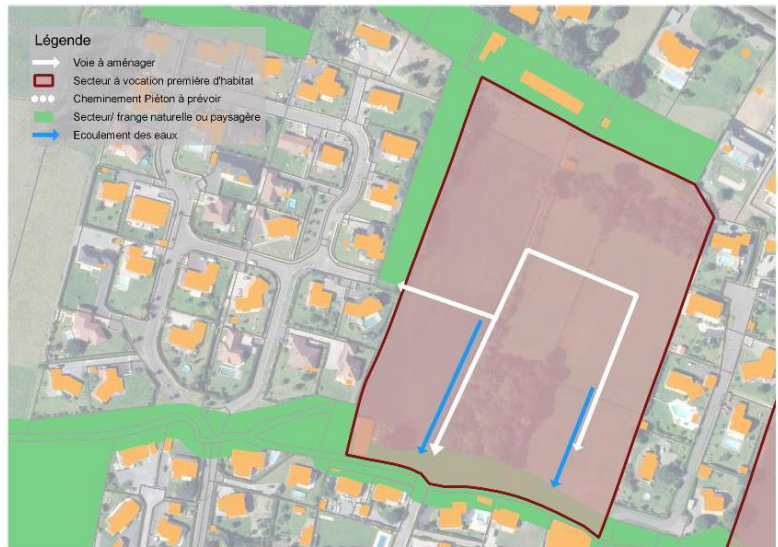 Légende
Voie à aménager
Secteur à vocation première d'habitat
Cheminement Piéton à prévoir
Secteur/ frange naturelle ou paysagère
Ecoulement des eaux